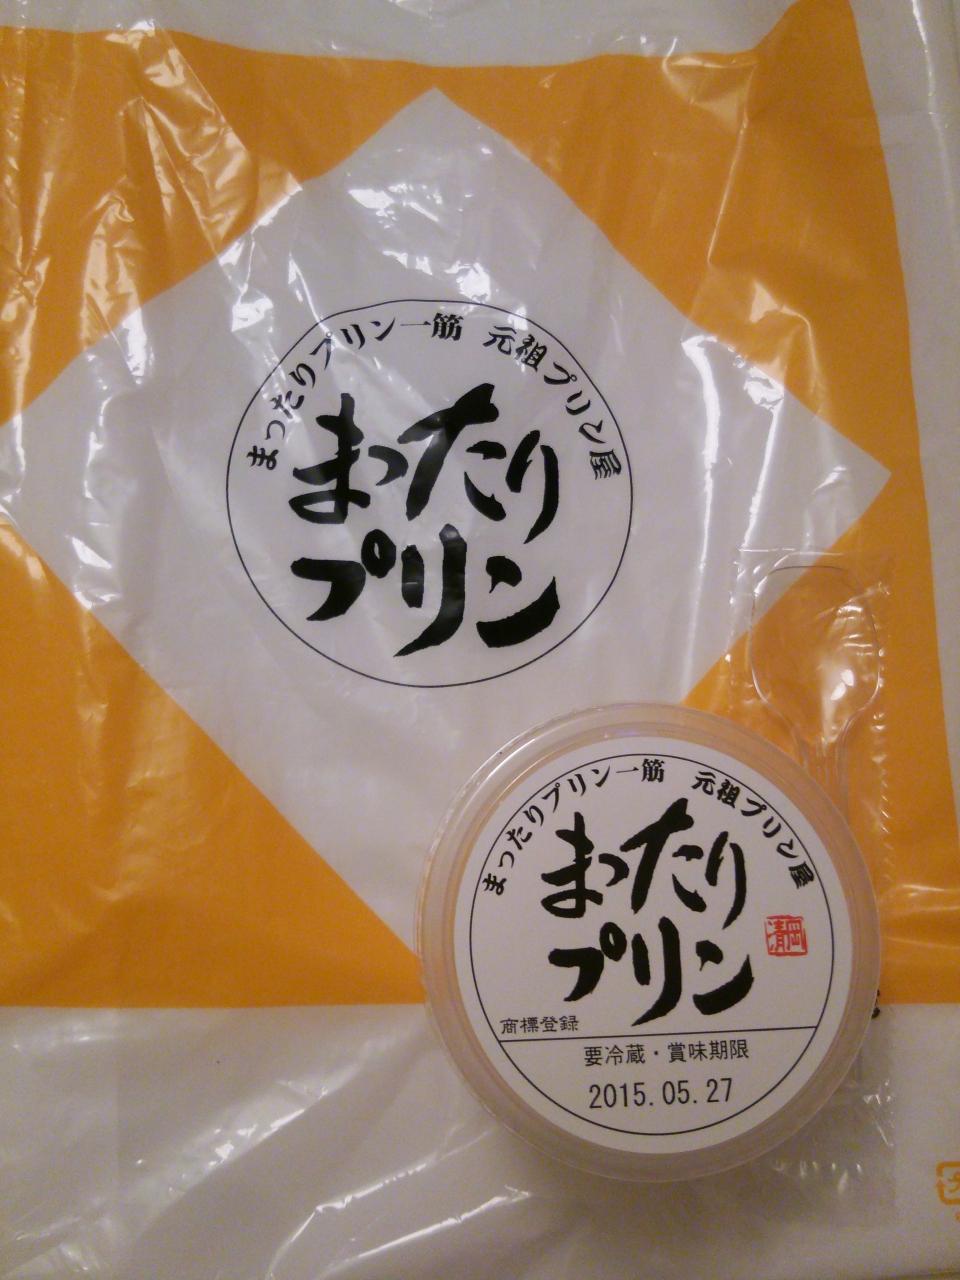 まったりプリン一筋 元祖プリン屋
まったり
プリン
まったりプリン一筋 元祖プリン屋
まったり
プリン
清岡
商標登録
要冷蔵・賞味期限
2015.05.27